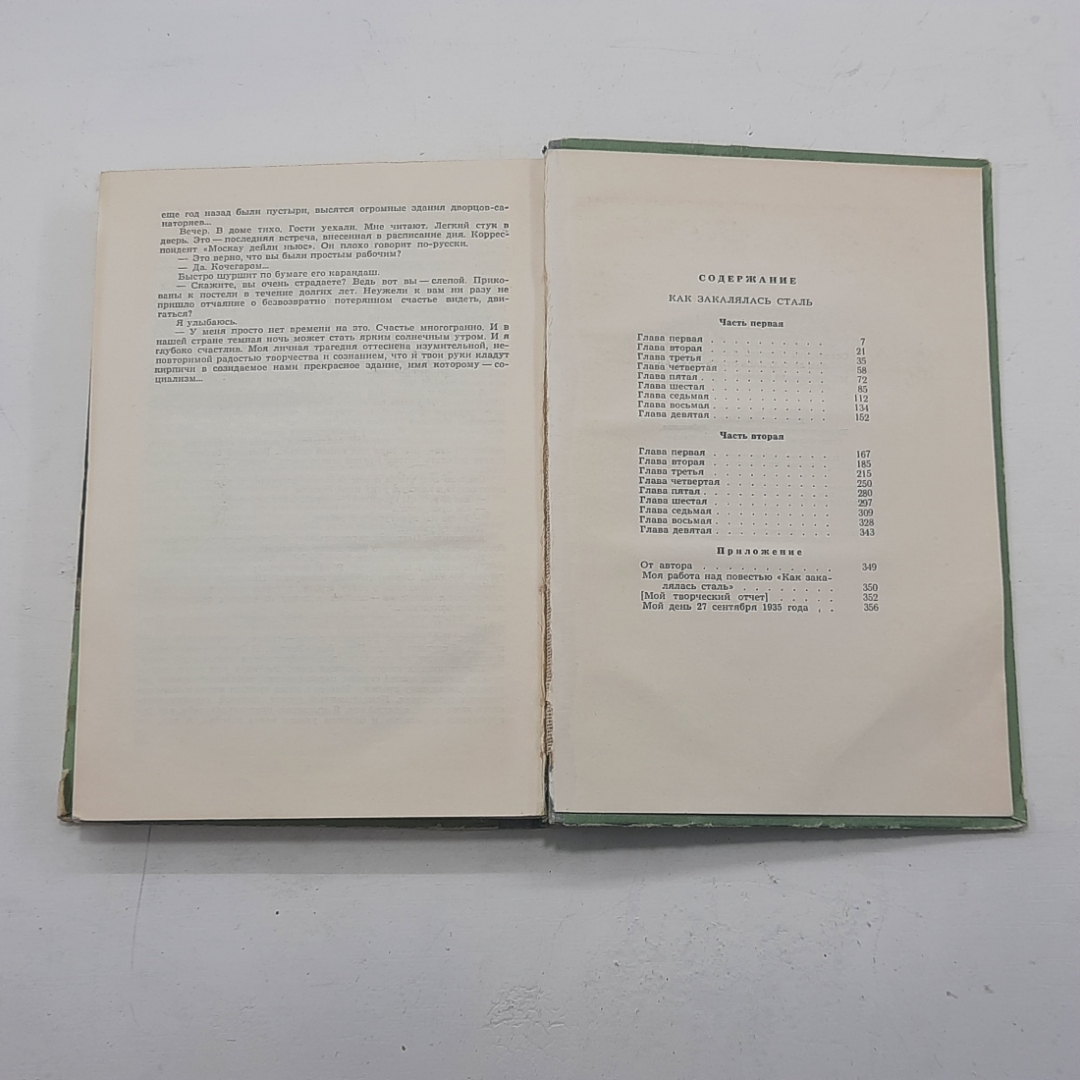 еще год назад были пустыри, высятся огромные здания дворцов-са-
наториев...
Вечер. В доме тихо. Гости уехали. Мне читают. Легкий стук в
дверь. Это — последняя встреча, внесенная в расписание дня. Коррес-
пондент «Москау дейли ньюс». Он плохо говорит по-русски.
— Это верно, что вы были простым рабочим?
— Да. Кочегаром...
Быстро шуршит по бумаге его карандаш.
— Скажите, вы очень страдаете? Ведь вот вы — слепой. Прико-
ваны к постели в течение долгих лет. Неужели к вам ни разу не
пришло отчаяние о безвозвратно потерянном счастье видеть, дви-
гаться?
Я улыбаюсь.
— У меня просто нет времени на это. Счастье многогранно. И в
нашей стране темная ночь может стать ярким солнечным утром. И я
глубоко счастлив. Моя личная трагедия оттеснена изумительной, не-
повторимой радостью творчества и сознанием, что и твои руки кладут
кирпичи в созидаемое нами прекрасное здание, имя которому — со-
циализм...
СОДЕРЖАНИЕ
КАК ЗАКАЛЯЛАСЬ СТАЛЬ
Часть первая
Глава первая . . . . . . . . . . 7
Глава вторая . . . . . . . . . . 21
Глава третья . . . . . . . . . . 35
Глава четвертая . . . . . . . . . 58
Глава пятая . . . . . . . . . . . 72
Глава шестая . . . . . . . . . . 85
Глава седьмая . . . . . . . . . . 112
Глава восьмая . . . . . . . . . . 134
Глава девятая . . . . . . . . . . 152
Часть вторая
Глава первая . . . . . . . . . . 167
Глава вторая . . . . . . . . . . 185
Глава третья . . . . . . . . . . 215
Глава четвертая . . . . . . . . . 250
Глава пятая . . . . . . . . . . . 280
Глава шестая . . . . . . . . . . 297
Глава седьмая . . . . . . . . . . 309
Глава восьмая . . . . . . . . . . 328
Глава девятая . . . . . . . . . . 343
Приложение
От автора . . . . . . . . . . . 349
Моя работа над повестью «Как зака-
лялась сталь» . . . . . . . . 350
[Мой творческий отчет] . . . . . 352
Мой день 27 сентября 1935 года . . 356